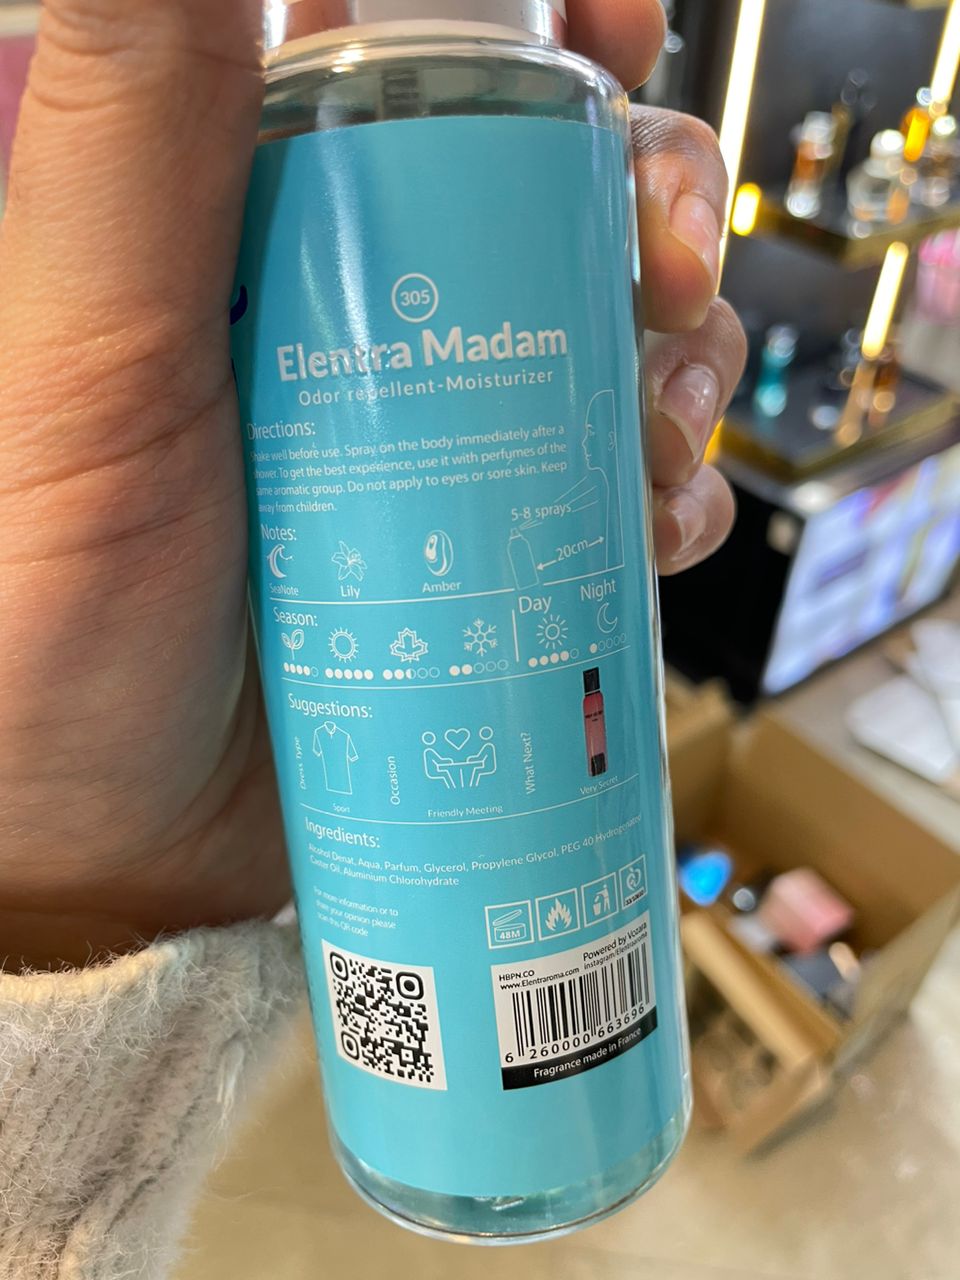 305
Elentra Madam
Odor repellent-Moisturizer
Directions:
Shake well before use. Spray on the body immediately after a
shower. To get the best experience, use it with perfumes of the
same aromatic group. Do not apply to eyes or sore skin. Keep
away from children.
5-8 sprays
20cm
Notes:
SeaNote
Lily
Amber
Season:
Day
Night
Suggestions:
Dress Type
Sport
Occasion
Friendly Meeting
What Next?
Very Secret
Ingredients:
Alcohol Denat, Aqua, Parfum, Glycerol, Propylene Glycol, PEG 40 Hydrogenated
Caster Oil, Aluminium Chlorohydrate
For more information or to
share your opinion please
scan this QR code
48M
HBPN.CO
Powered by Vozara
www.Elentraroma.com
instagram/Elentraaroma
6 260000 663696
Fragrance made in France